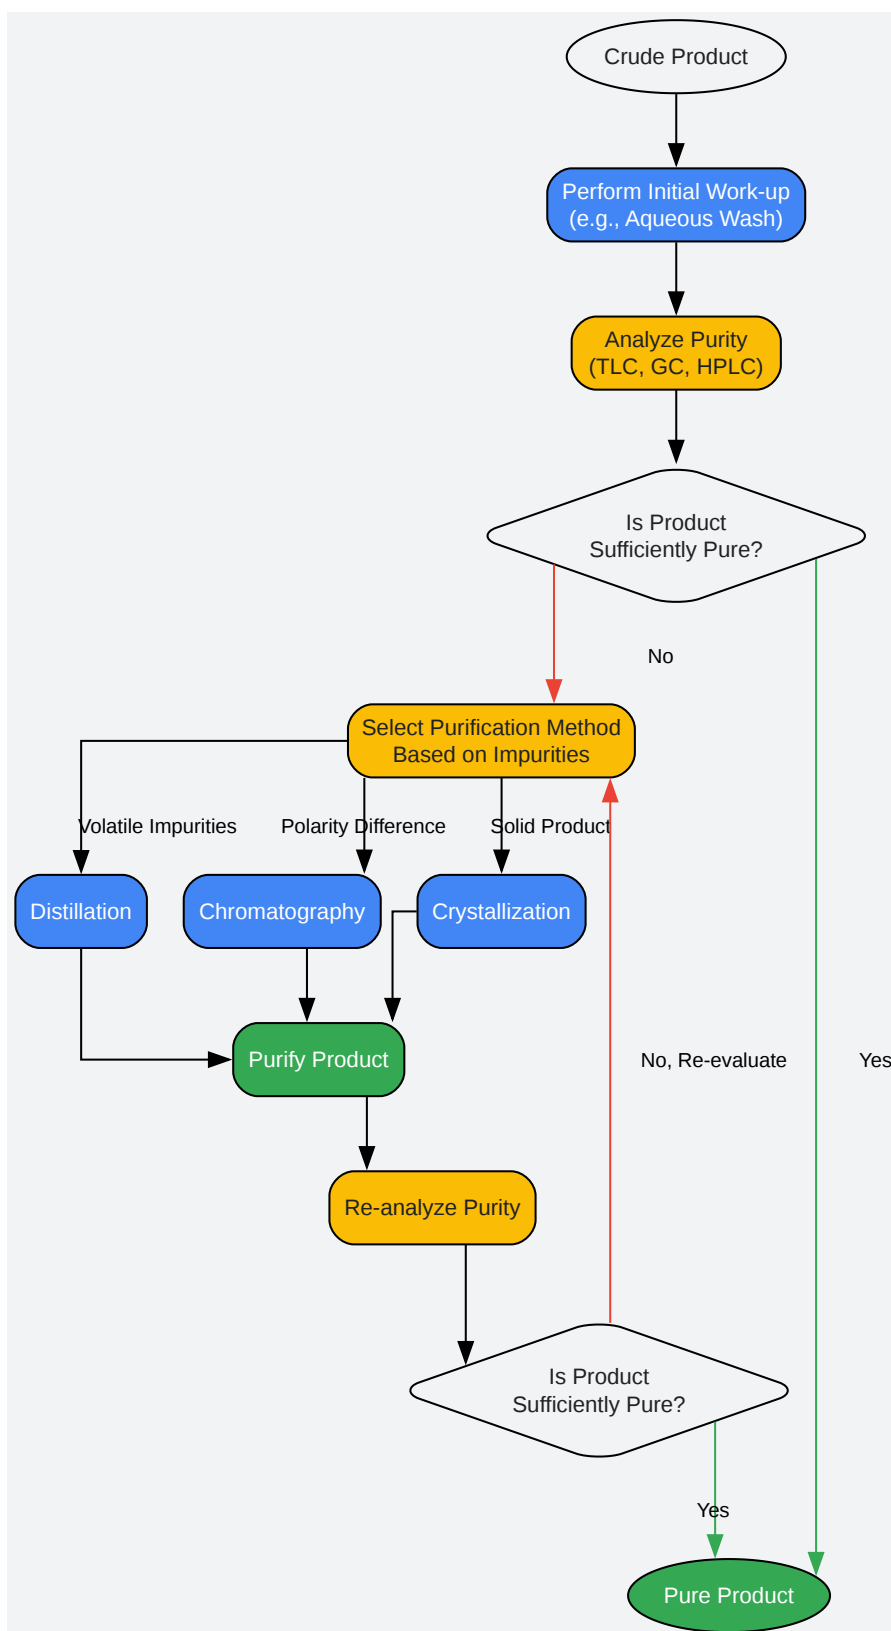 Crude Product
Perform Initial Work-up
(e.g., Aqueous Wash)
Analyze Purity
(TLC, GC, HPLC)
Is Product
Sufficiently Pure?
No
Select Purification Method
Based on Impurities
Volatile Impurities
Polarity Difference
Solid Product
Distillation
Chromatography
Crystallization
Purify Product
No, Re-evaluate
Yes
Re-analyze Purity
Is Product
Sufficiently Pure?
Yes
Pure Product